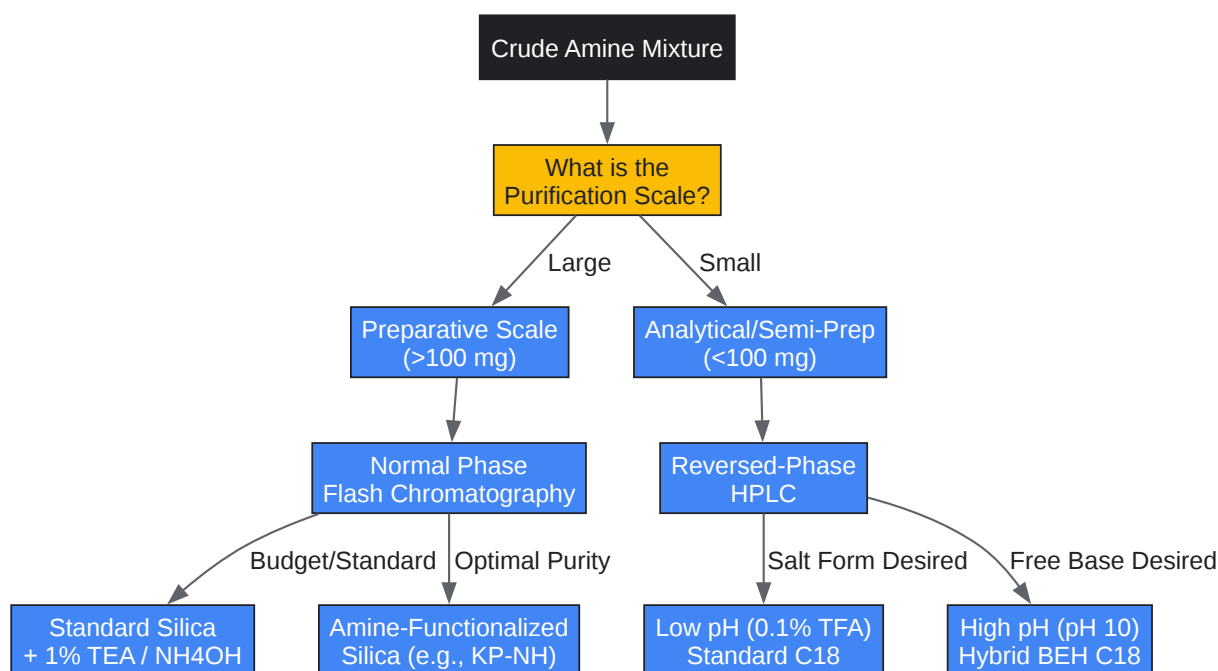 Crude Amine Mixture
What is the
Purification Scale?
Large
Small
Preparative Scale
(>100 mg)
Analytical/Semi-Prep
(<100 mg)
Normal Phase
Flash Chromatography
Reversed-Phase
HPLC
Budget/Standard
Optimal Purity
Salt Form Desired
Free Base Desired
Standard Silica
+ 1% TEA / NH4OH
Amine-Functionalized
Silica (e.g., KP-NH)
Low pH (0.1% TFA)
Standard C18
High pH (pH 10)
Hybrid BEH C18